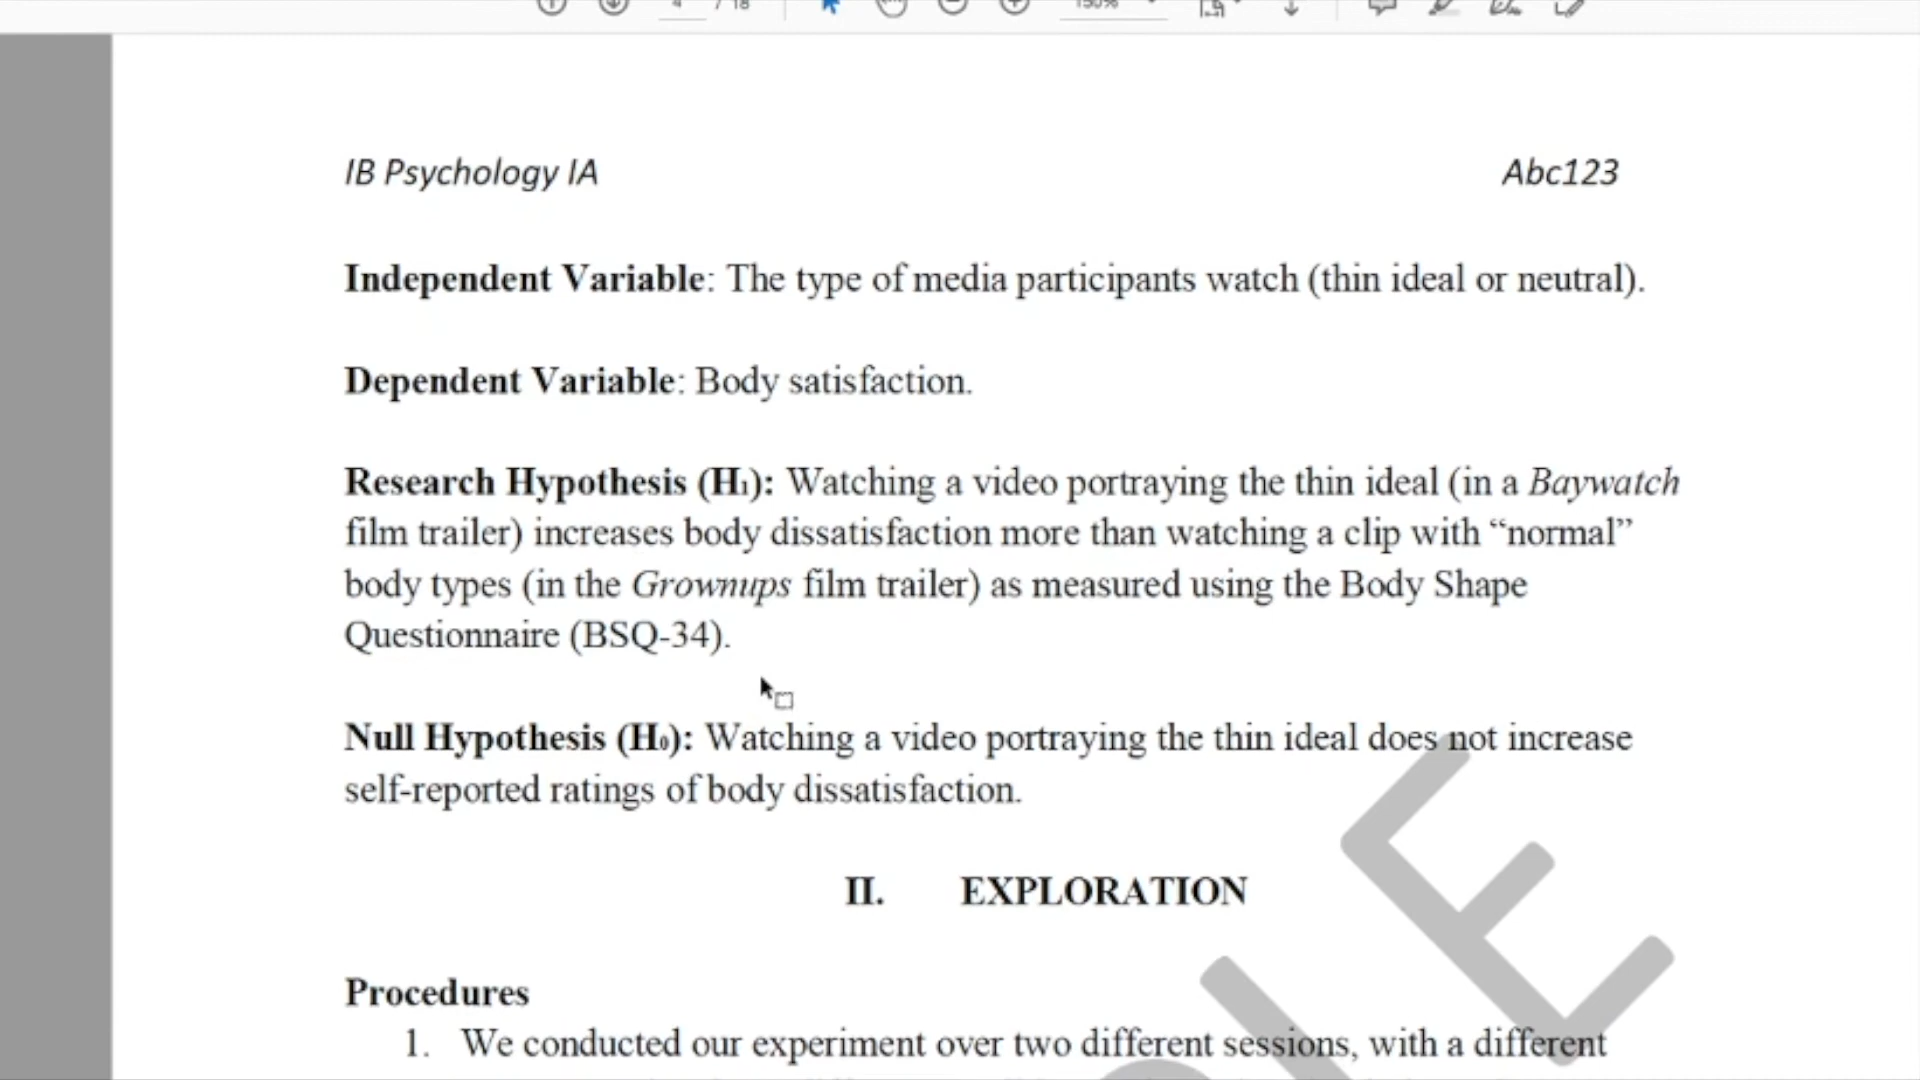 4 / 18 150%
IB Psychology IA Abc123
Independent Variable: The type of media participants watch (thin ideal or neutral).
Dependent Variable: Body satisfaction.
Research Hypothesis (H₁): Watching a video portraying the thin ideal (in a Baywatch
film trailer) increases body dissatisfaction more than watching a clip with “normal”
body types (in the Grownups film trailer) as measured using the Body Shape
Questionnaire (BSQ-34).
Null Hypothesis (H₀): Watching a video portraying the thin ideal does not increase
self-reported ratings of body dissatisfaction.
II. EXPLORATION
Procedures
1. We conducted our experiment over two different sessions, with a different